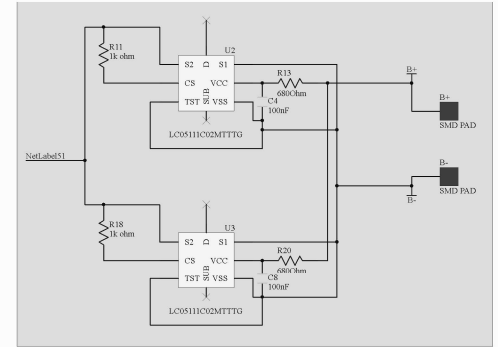 R11
1k ohm
U2
S2 D S1
CS VCC
TST SUB VSS
LC05111C02MTTTG
R13
680Ohm
C4
100nF
B+
B+
SMD PAD
NetLabel51
B-
SMD PAD
B-
R18
1k ohm
U3
S2 D S1
CS VCC
TST SUB VSS
LC05111C02MTTTG
R20
680Ohm
C8
100nF